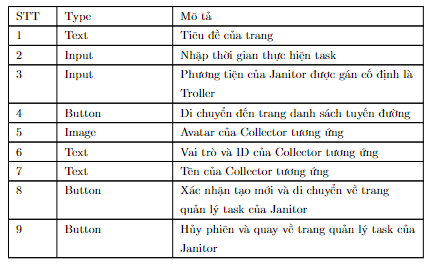 STT Type Mô tả
1 Text Tiêu đề của trang
2 Input Nhập thời gian thực hiện task
3 Input Phương tiện của Janitor được gán cố định là
Troller
4 Button Di chuyển đến trang danh sách tuyến đường
5 Image Avatar của Collector tương ứng
6 Text Vai trò và ID của Collector tương ứng
7 Text Tên của Collector tương ứng
8 Button Xác nhận tạo mới và di chuyển về trang
quản lý task của Janitor
9 Button Hủy phiên và quay về trang quản lý task của
Janitor